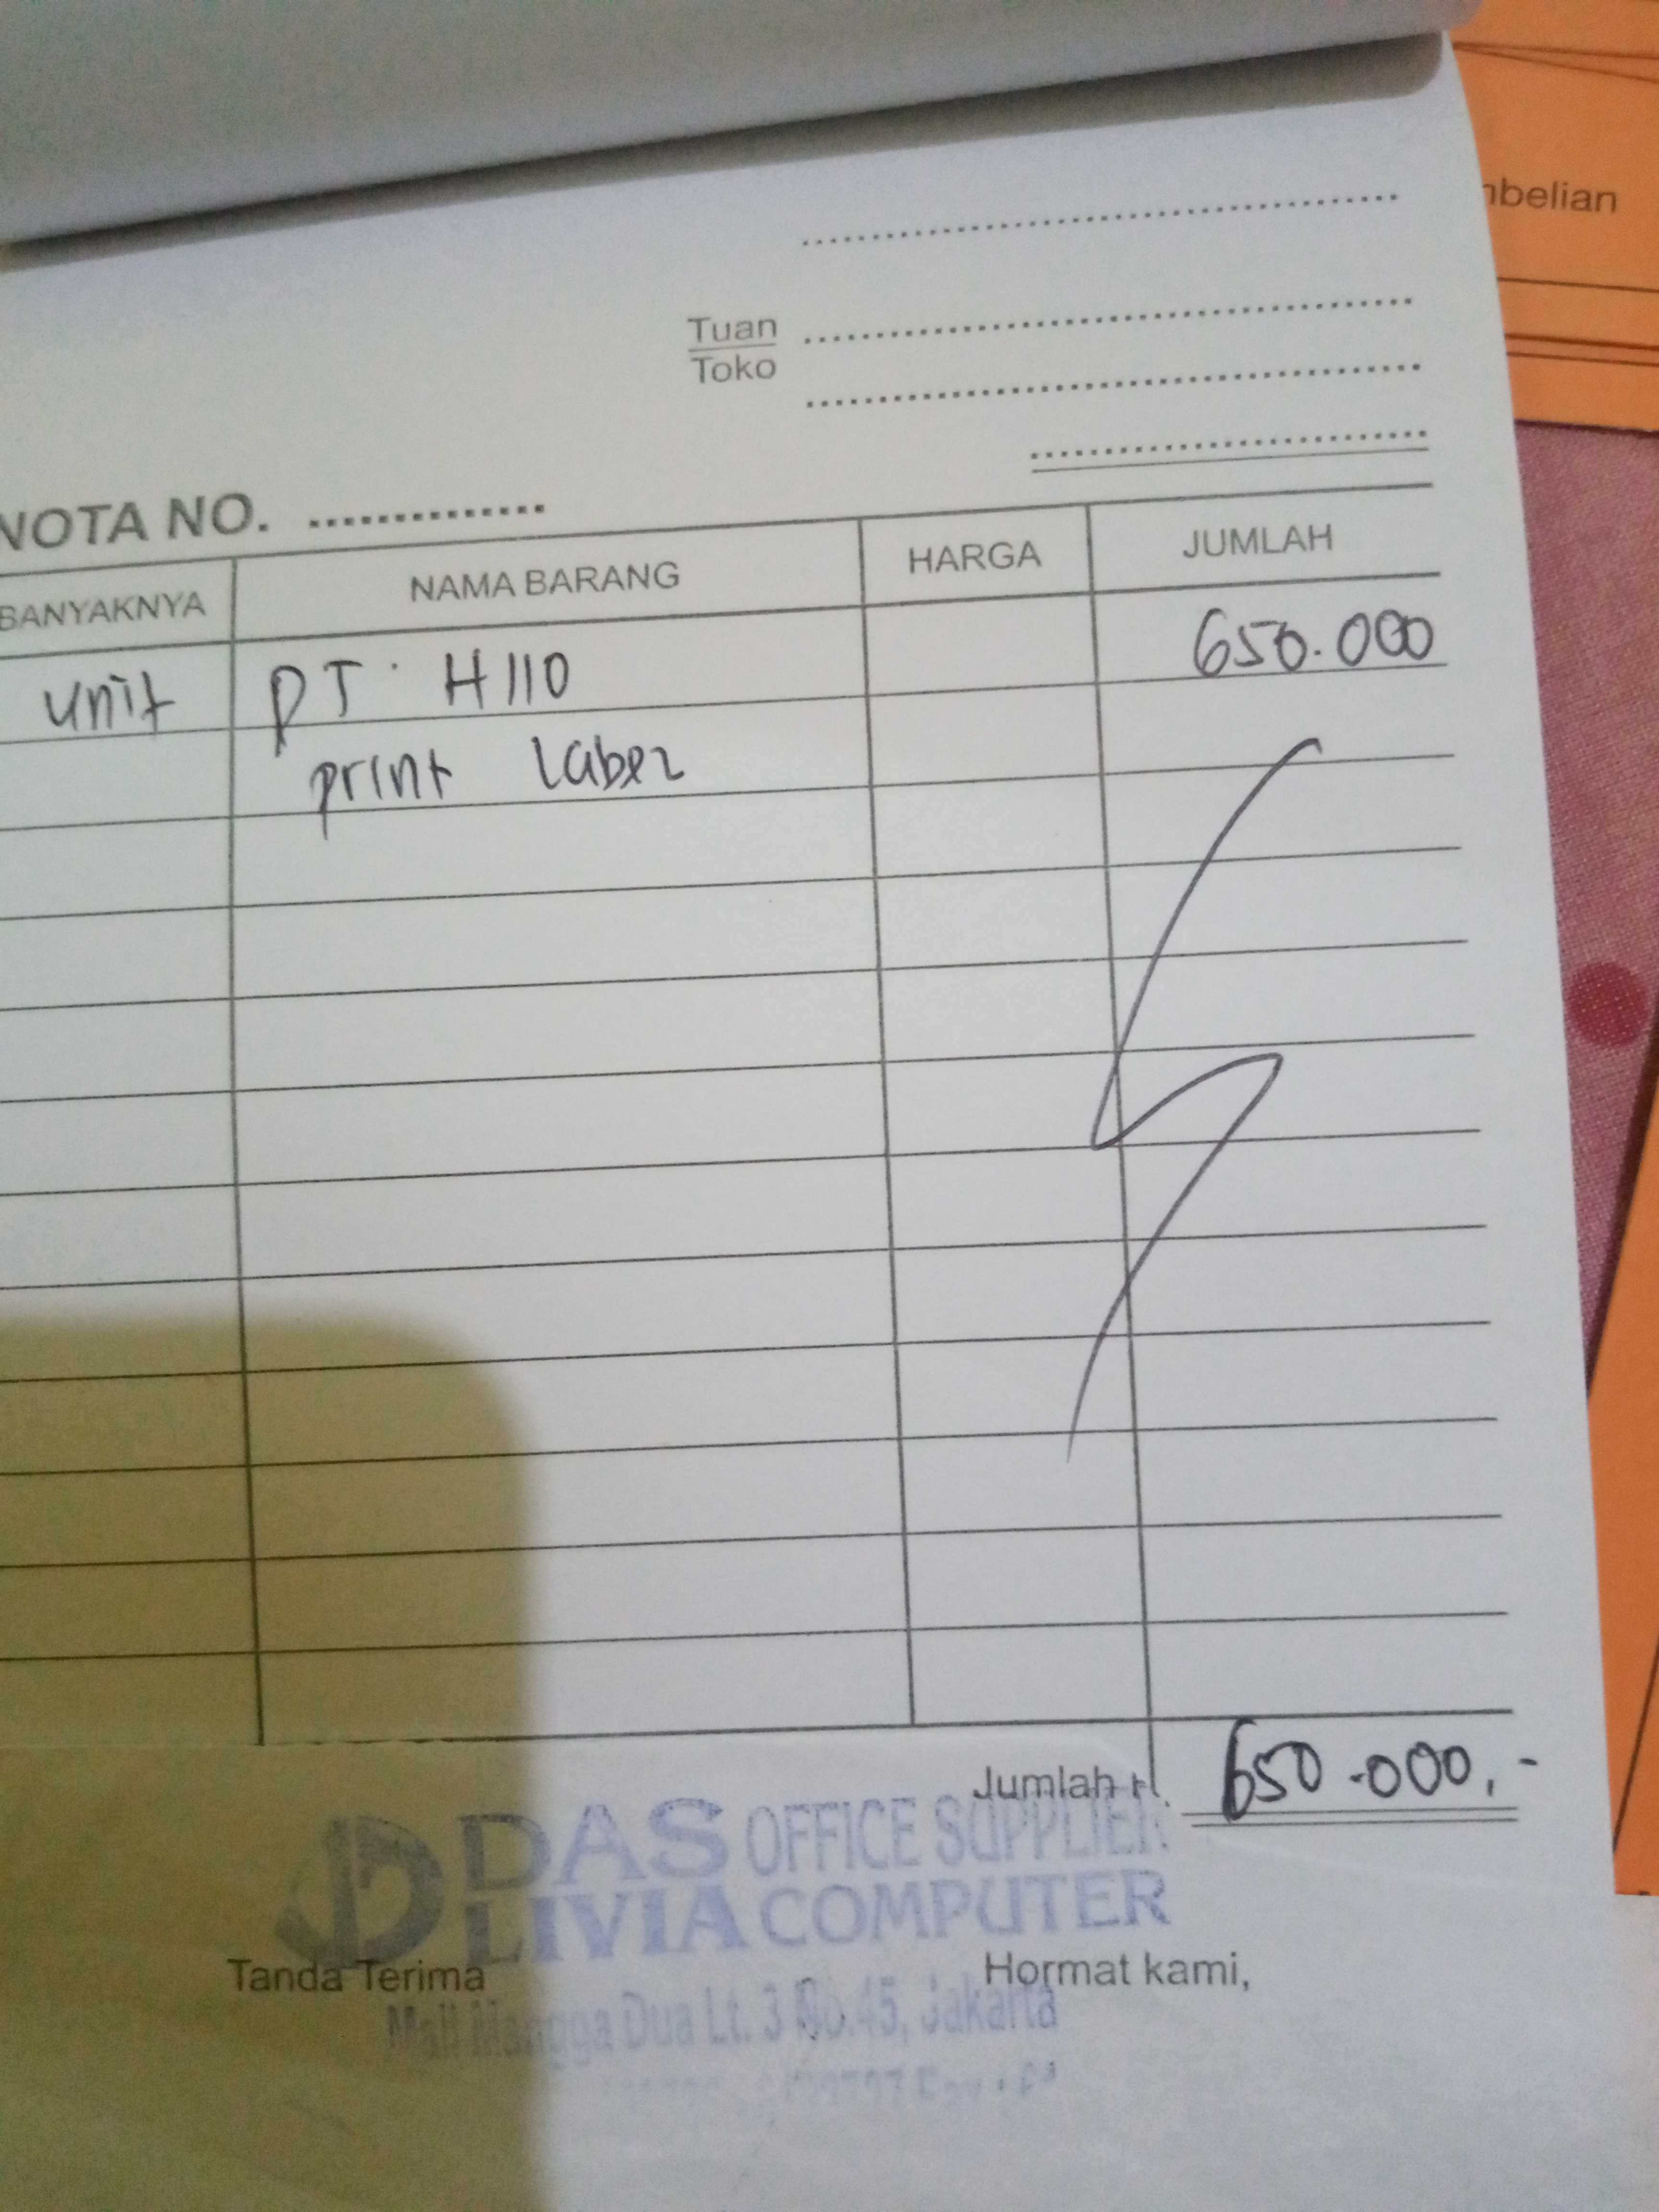 mbelian
Tuan
Toko
NOTA NO. ...............
BANYAKNYA NAMA BARANG HARGA JUMLAH
unit PT. H110 650.000
print Label
Jumlah 650.000,-
DAS OFFICE SUPPLIER
LIVIA COMPUTER
Tanda Terima Hormat kami,
Mall Mangga Dua Lt. 3 No.45, Jakarta